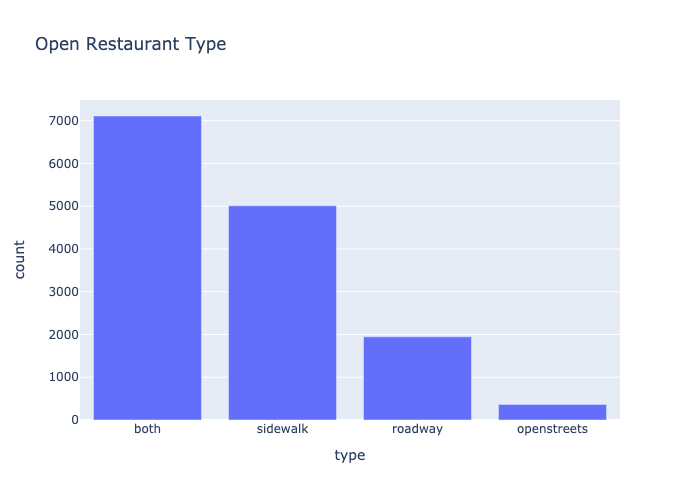 Open Restaurant Type
count
7000
6000
5000
4000
3000
2000
1000
0
both
sidewalk
roadway
openstreets
type